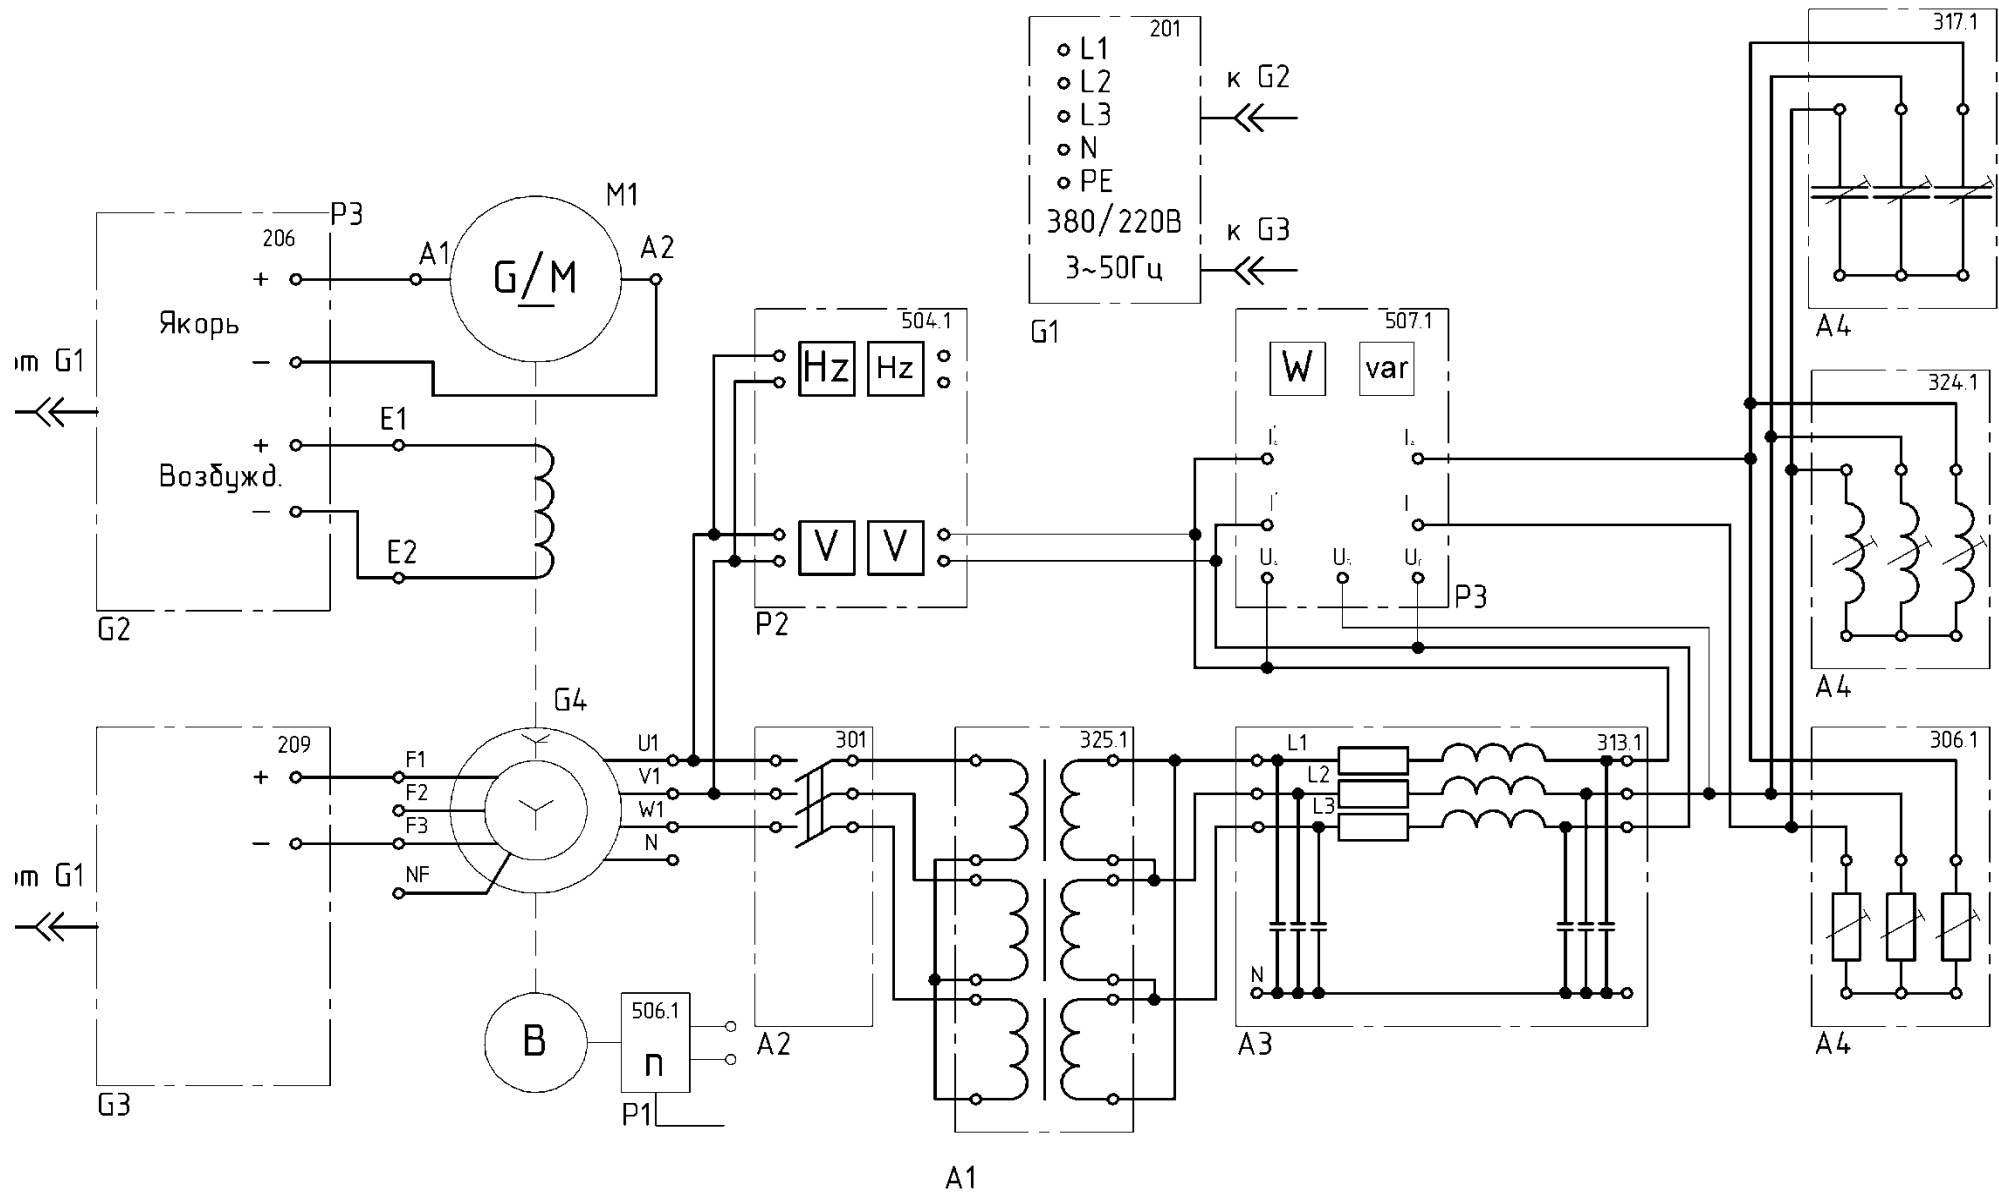 201
L1
L2
L3
N
PE
380/220В
3~50Гц
G1
к G2
к G3
317.1
A4
324.1
A4
306.1
A4
P3
206
+
Якорь
−
+
Возбужд.
−
G2
G1
M1
A1
A2
G/M
E1
E2
504.1
Hz
Hz
V
V
P2
507.1
W
var
U
U
U
P3
G4
209
+
−
G3
G1
F1
F2
F3
NF
U1
V1
W1
N
B
506.1
n
P1
301
A2
325.1
A1
313.1
L1
L2
L3
N
A3